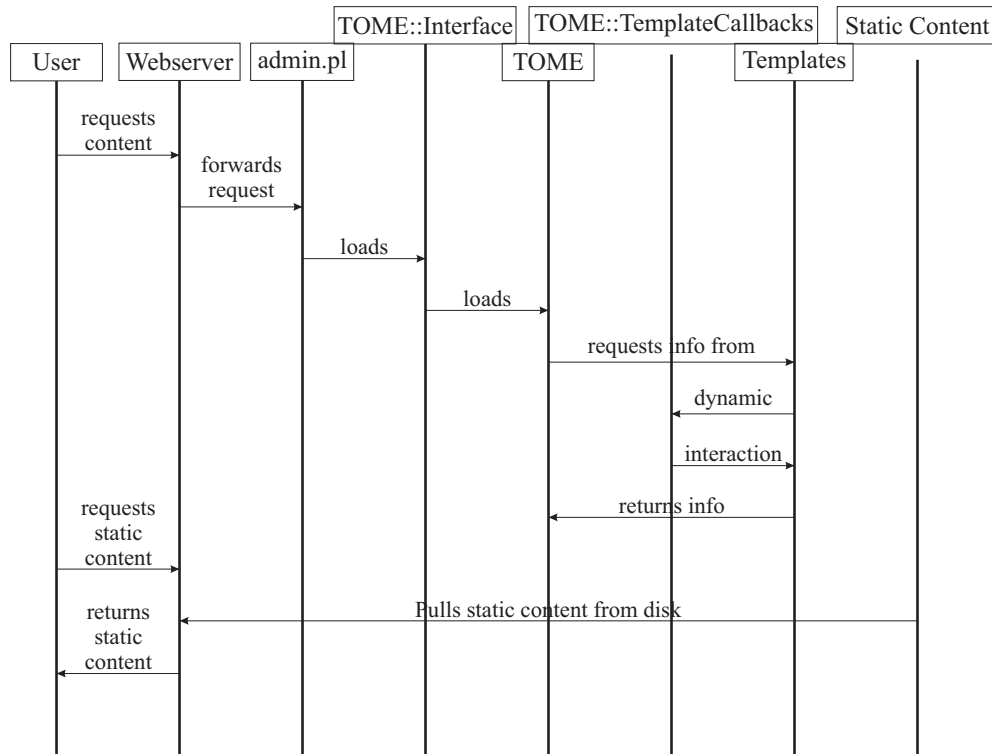 TOME::Interface
TOME::TemplateCallbacks
Static Content
User
Webserver
admin.pl
TOME
Templates
requests
content
forwards
request
loads
loads
requests info from
dynamic
interaction
returns info
requests
static
content
Pulls static content from disk
returns
static
content